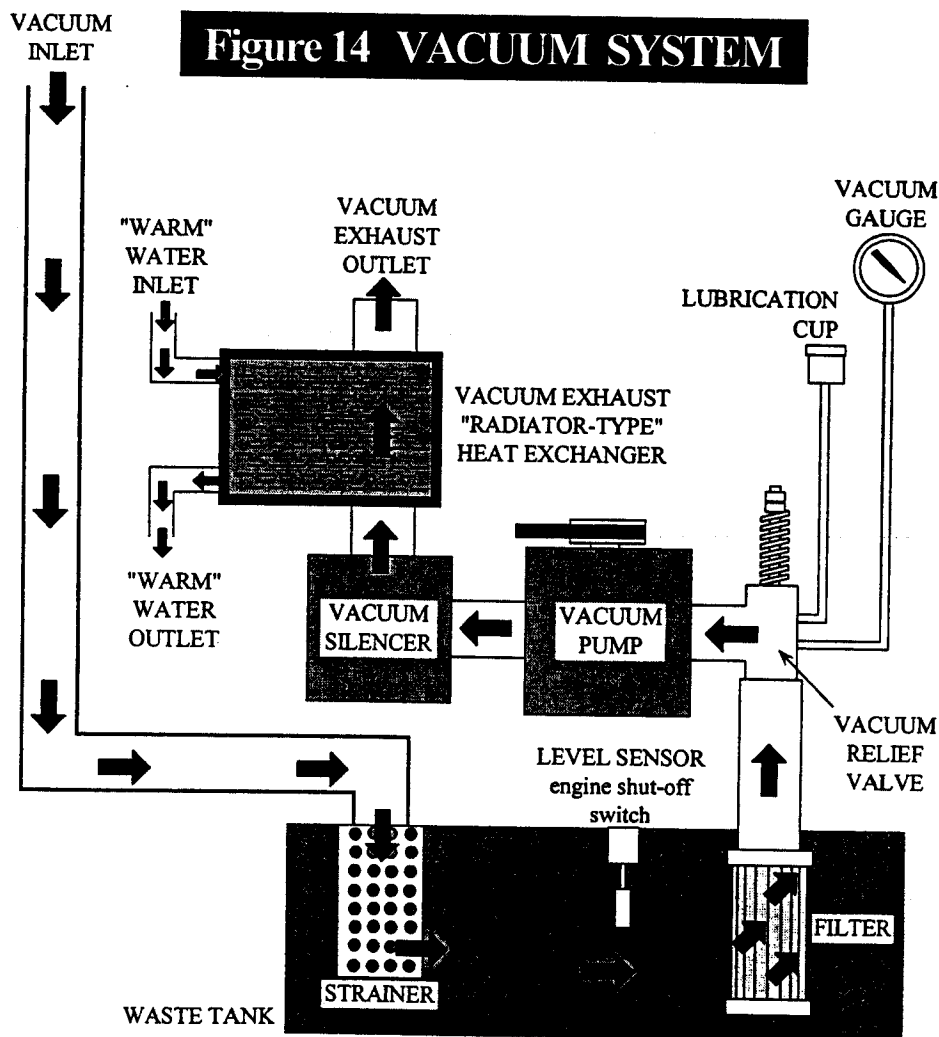 Figure 14 VACUUM SYSTEM
VACUUM
INLET
VACUUM
EXHAUST
OUTLET
"WARM"
WATER
INLET
VACUUM
GAUGE
LUBRICATION
CUP
VACUUM EXHAUST
"RADIATOR-TYPE"
HEAT EXCHANGER
"WARM"
WATER
OUTLET
VACUUM
SILENCER
VACUUM
PUMP
VACUUM
RELIEF
VALVE
LEVEL SENSOR
engine shut-off
switch
FILTER
STRAINER
WASTE TANK